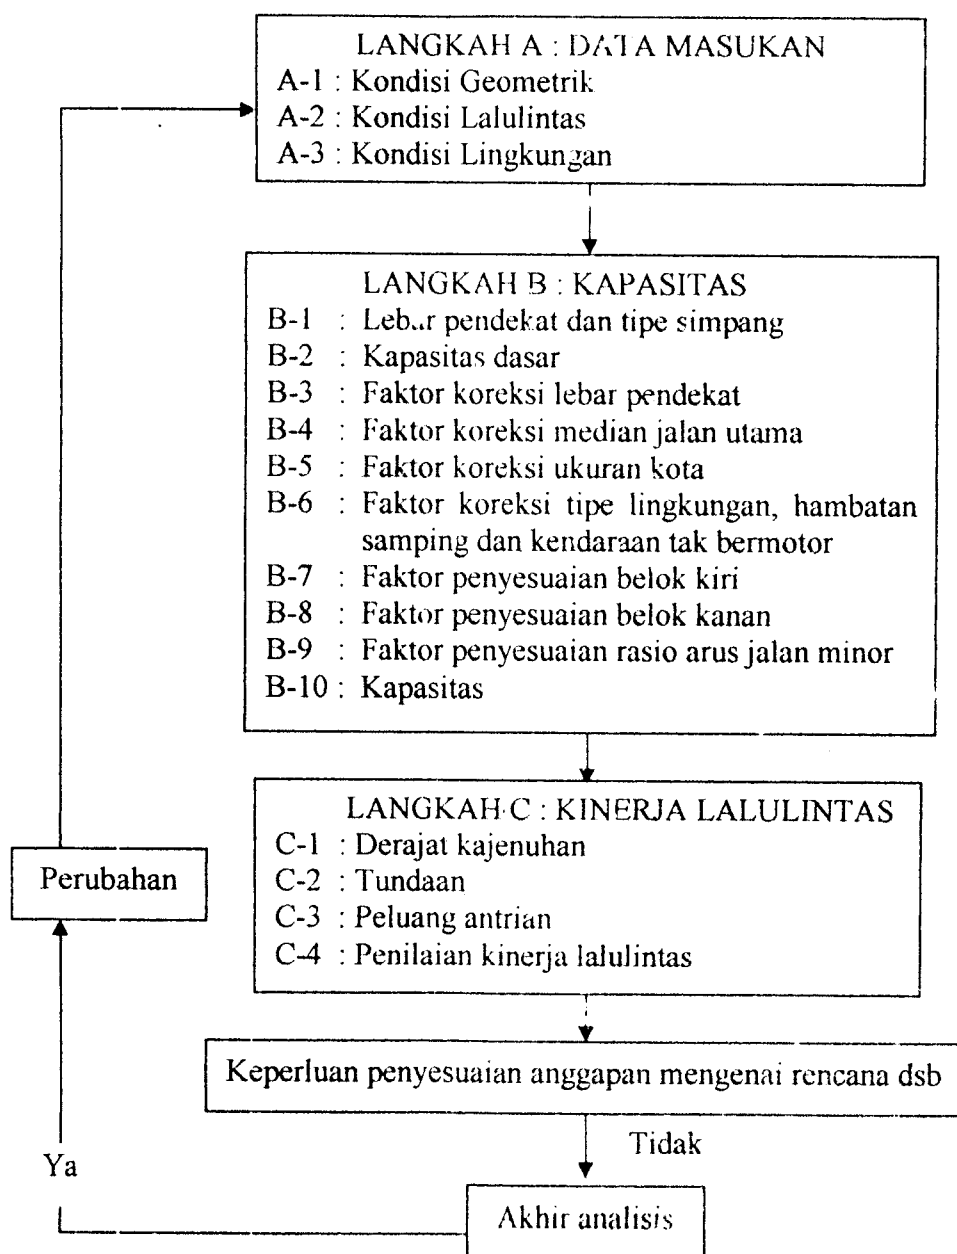 LANGKAH A : DATA MASUKAN
A-1 : Kondisi Geometrik
A-2 : Kondisi Lalulintas
A-3 : Kondisi Lingkungan
LANGKAH B : KAPASITAS
B-1 : Lebar pendekat dan tipe simpang
B-2 : Kapasitas dasar
B-3 : Faktor koreksi lebar pendekat
B-4 : Faktor koreksi median jalan utama
B-5 : Faktor koreksi ukuran kota
B-6 : Faktor koreksi tipe lingkungan, hambatan
samping dan kendaraan tak bermotor
B-7 : Faktor penyesuaian belok kiri
B-8 : Faktor penyesuaian belok kanan
B-9 : Faktor penyesuaian rasio arus jalan minor
B-10 : Kapasitas
LANGKAH C : KINERJA LALULINTAS
C-1 : Derajat kajenuhan
C-2 : Tundaan
C-3 : Peluang antrian
C-4 : Penilaian kinerja lalulintas
Perubahan
Keperluan penyesuaian anggapan mengenai rencana dsb
Tidak
Ya
Akhir analisis